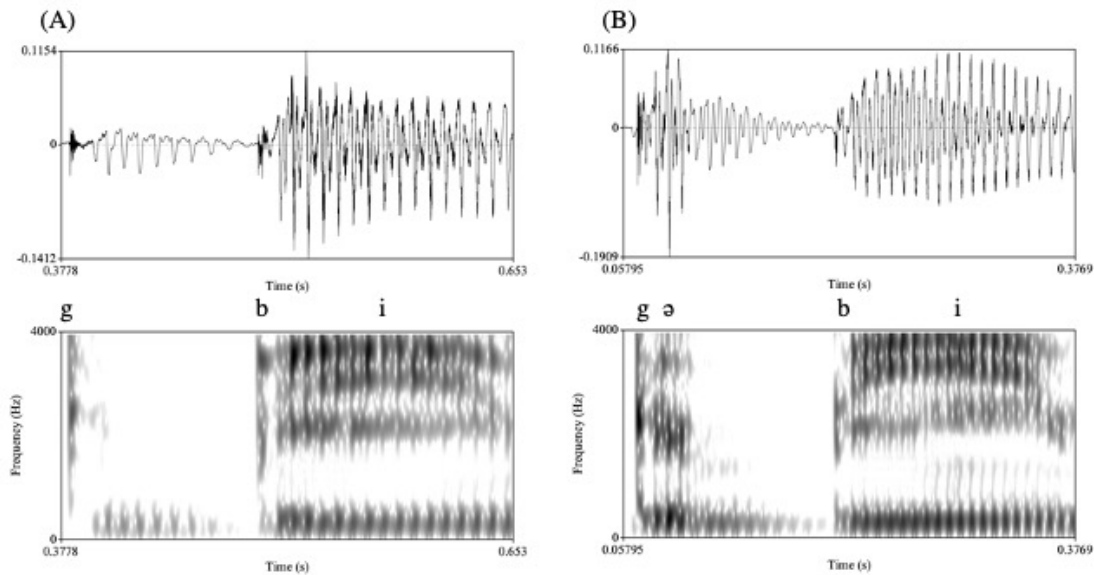 (A)
0.1154
0
-0.1412
0.3778
0.653
Time (s)
g b i
4000
Frequency (Hz)
0
0.3778
0.653
Time (s)
(B)
0.1166
0
-0.1909
0.05795
0.3769
Time (s)
g ə b i
4000
Frequency (Hz)
0
0.05795
0.3769
Time (s)